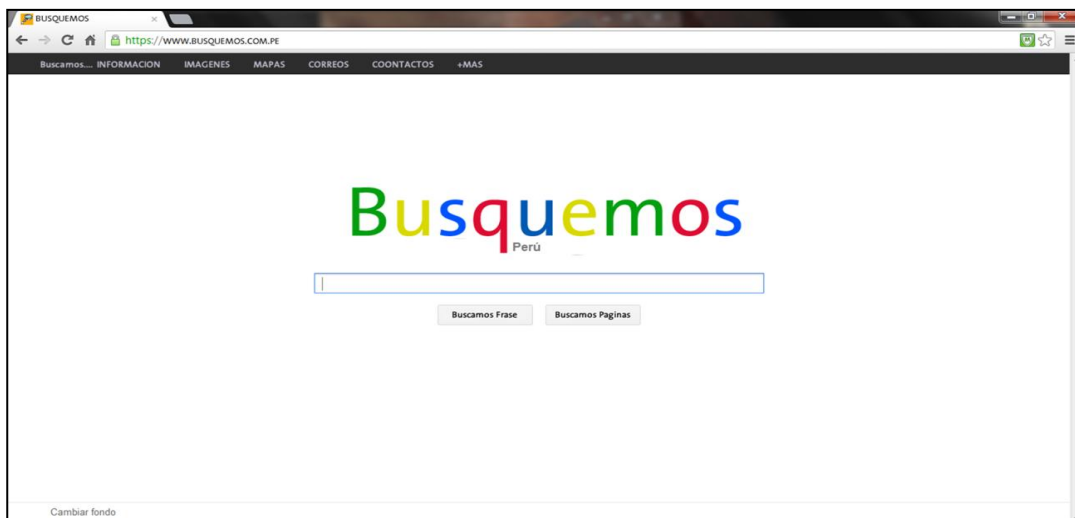 BUSQUEMOS
https://WWW.BUSQUEMOS.COM.PE
Buscamos.... INFORMACION IMAGENES MAPAS CORREOS COONTACTOS +MAS
Busquemos
Perú
Buscamos Frase Buscamos Paginas
Cambiar fondo